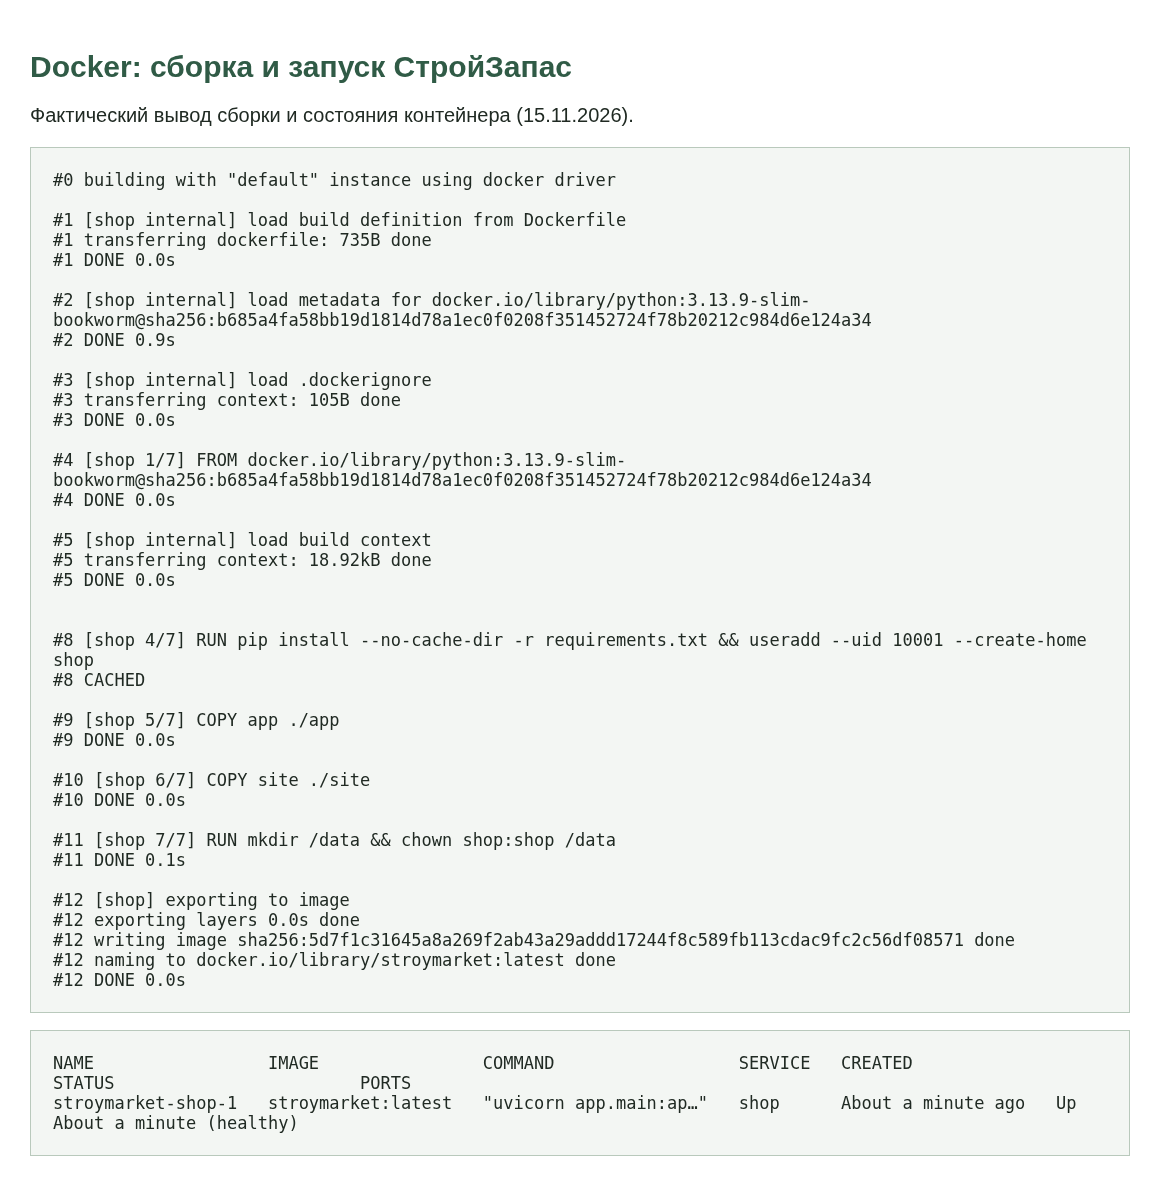 Docker: сборка и запуск СтройЗапас
Фактический вывод сборки и состояния контейнера (15.11.2026).
#0 building with "default" instance using docker driver
#1 [shop internal] load build definition from Dockerfile
#1 transferring dockerfile: 735B done
#1 DONE 0.0s
#2 [shop internal] load metadata for docker.io/library/python:3.13.9-slim-
bookworm@sha256:b685a4fa58bb19d1814d78a1ec0f0208f351452724f78b20212c984d6e124a34
#2 DONE 0.9s
#3 [shop internal] load .dockerignore
#3 transferring context: 105B done
#3 DONE 0.0s
#4 [shop 1/7] FROM docker.io/library/python:3.13.9-slim-
bookworm@sha256:b685a4fa58bb19d1814d78a1ec0f0208f351452724f78b20212c984d6e124a34
#4 DONE 0.0s
#5 [shop internal] load build context
#5 transferring context: 18.92kB done
#5 DONE 0.0s
#8 [shop 4/7] RUN pip install --no-cache-dir -r requirements.txt && useradd --uid 10001 --create-home
shop
#8 CACHED
#9 [shop 5/7] COPY app ./app
#9 DONE 0.0s
#10 [shop 6/7] COPY site ./site
#10 DONE 0.0s
#11 [shop 7/7] RUN mkdir /data && chown shop:shop /data
#11 DONE 0.1s
#12 [shop] exporting to image
#12 exporting layers 0.0s done
#12 writing image sha256:5d7f1c31645a8a269f2ab43a29addd17244f8c589fb113cdac9fc2c56df08571 done
#12 naming to docker.io/library/stroymarket:latest done
#12 DONE 0.0s
NAME IMAGE COMMAND SERVICE CREATED
STATUS PORTS
stroymarket-shop-1 stroymarket:latest "uvicorn app.main:ap…" shop About a minute ago Up
About a minute (healthy)